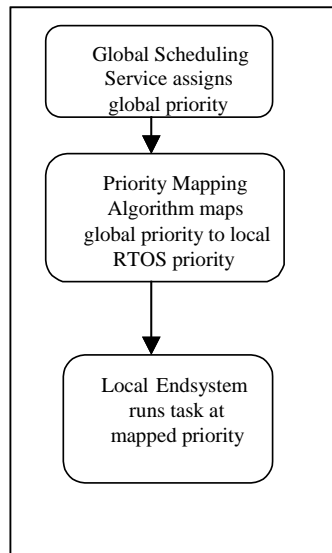 Global Scheduling
Service assigns
global priority
Priority Mapping
Algorithm maps
global priority to local
RTOS priority
Local Endsystem
runs task at
mapped priority